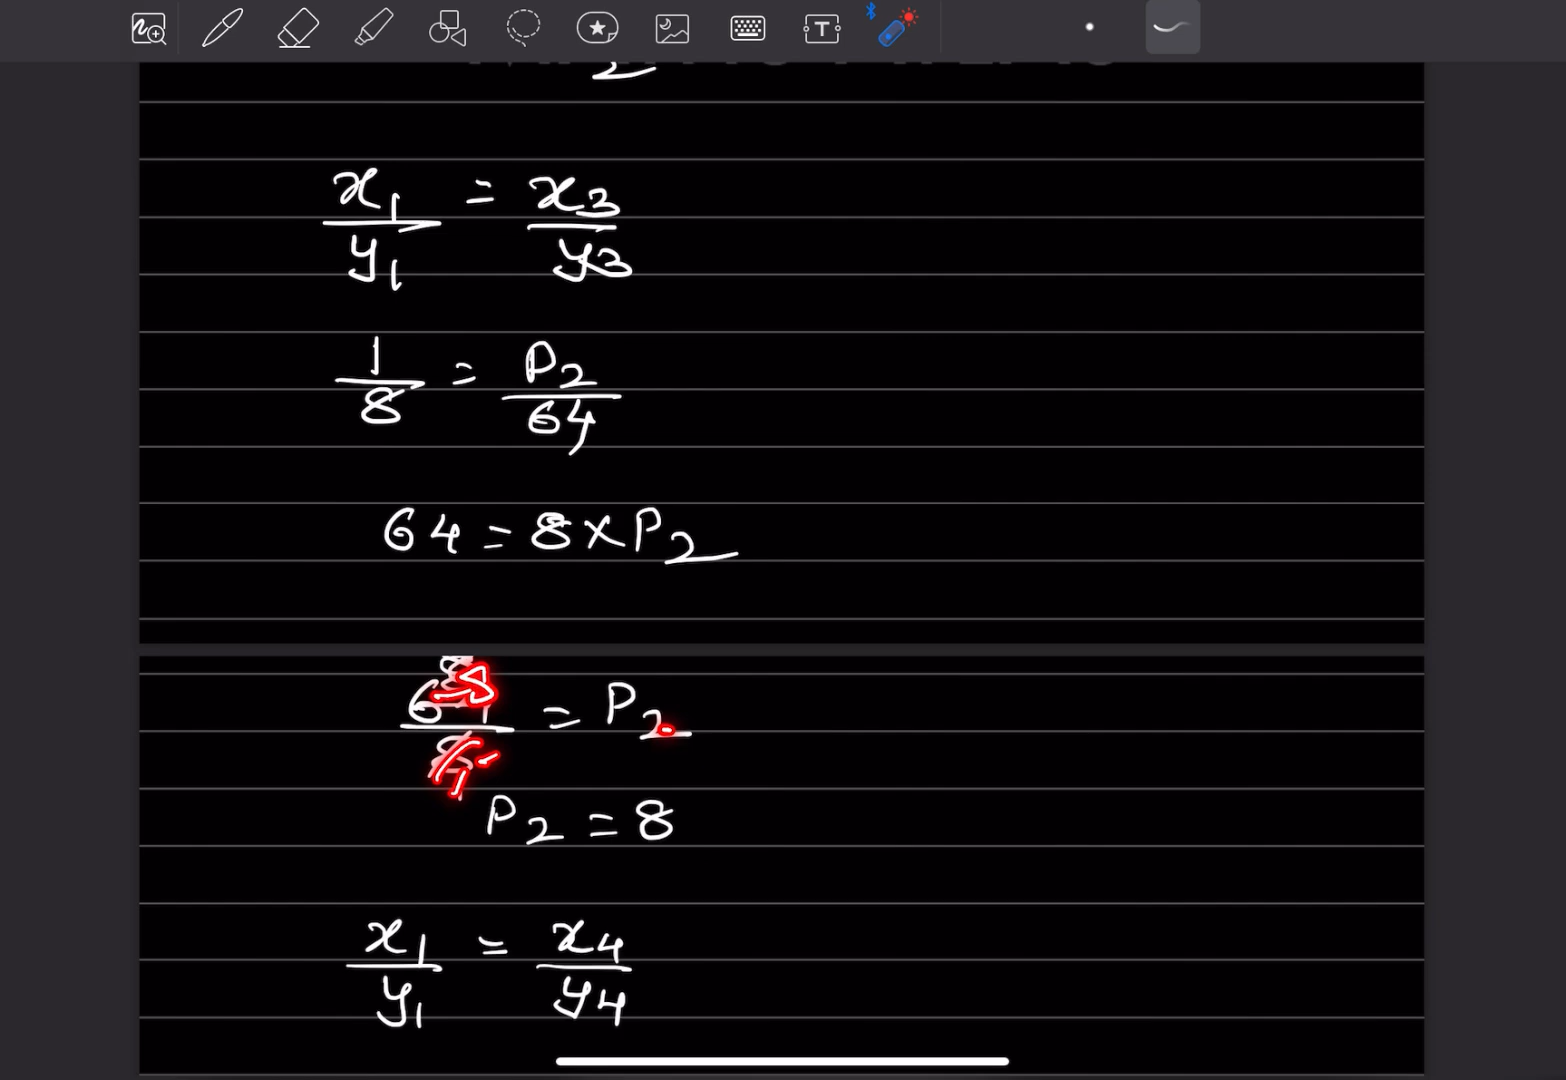 x₁/y₁ = x₃/y₃
1/8 = P₂/64
64 = 8 × P₂
64/8 = P₂
P₂ = 8
x₁/y₁ = x₄/y₄